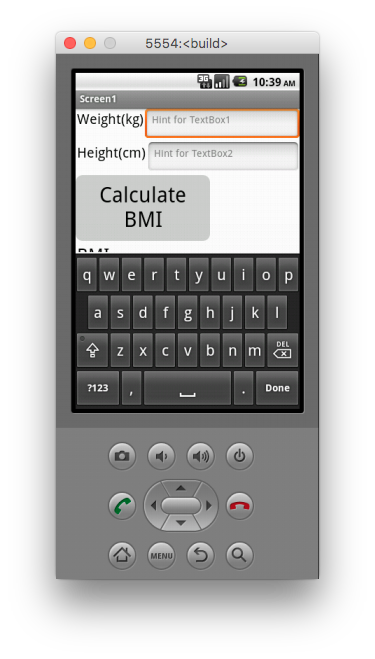 5554:<build>
3G
10:39 AM
Screen1
Weight(kg) Hint for TextBox1
Height(cm) Hint for TextBox2
Calculate
BMI
BMI
q w e r t y u i o p
a s d f g h j k l
z x c v b n m DEL
?123 , . Done
MENU